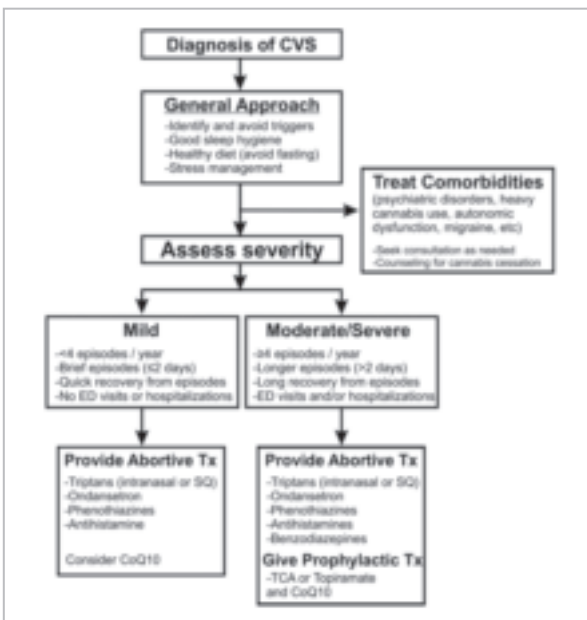 Diagnosis of CVS
General Approach
-Identify and avoid triggers
-Good sleep hygiene
-Healthy diet (avoid fasting)
-Stress management
Treat Comorbidities
(psychiatric disorders, heavy
cannabis use, autonomic
dysfunction, migraine, etc)
-Seek consultation as needed
-Counseling for cannabis cessation
Assess severity
Mild
-<4 episodes / year
-Brief episodes (≤2 days)
-Quick recovery from episodes
-No ED visits or hospitalizations
Moderate/Severe
-≥4 episodes / year
-Longer episodes (>2 days)
-Long recovery from episodes
-ED visits and/or hospitalizations
Provide Abortive Tx
-Triptans (intranasal or SQ)
-Ondansetron
-Phenothiazines
-Antihistamine
Consider CoQ10
Provide Abortive Tx
-Triptans (intranasal or SQ)
-Ondansetron
-Phenothiazines
-Antihistamines
-Benzodiazepines
Give Prophylactic Tx
-TCA or Topiramate
and CoQ10